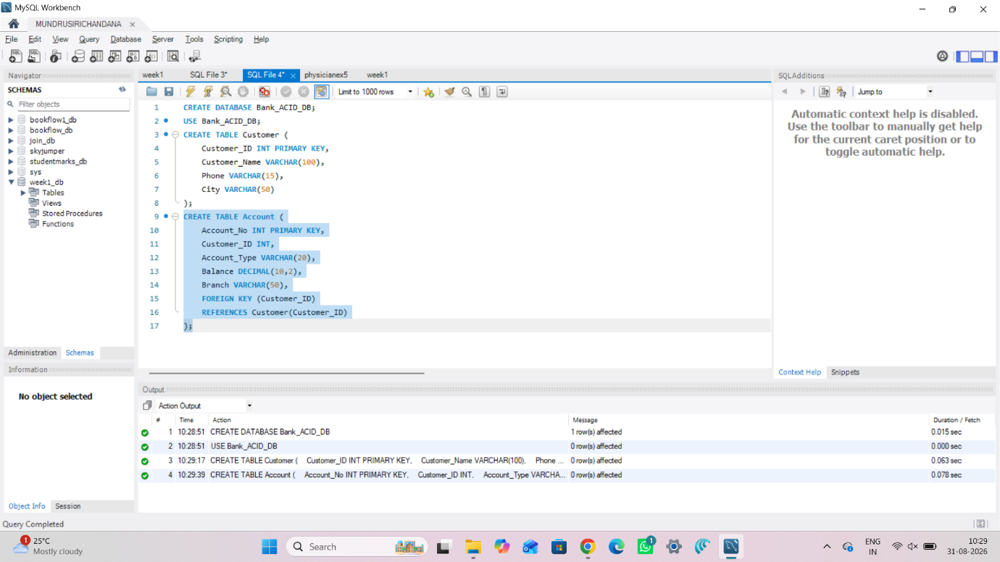 MySQL Workbench
MUNDRUSIRICHANDANA
File Edit View Query Database Server Tools Scripting Help
Navigator
SCHEMAS
Filter objects
bookflow1_db
bookflow_db
join_db
skyjumper
studentmarks_db
sys
week1_db
Tables
Views
Stored Procedures
Functions
Administration Schemas
Information
No object selected
Object Info Session
week1 SQL File 3* SQL File 4* physicianex5 week1
Limit to 1000 rows
1 CREATE DATABASE Bank_ACID_DB;
2 USE Bank_ACID_DB;
3 CREATE TABLE Customer (
4 Customer_ID INT PRIMARY KEY,
5 Customer_Name VARCHAR(100),
6 Phone VARCHAR(15),
7 City VARCHAR(50)
8 );
9 CREATE TABLE Account (
10 Account_No INT PRIMARY KEY,
11 Customer_ID INT,
12 Account_Type VARCHAR(20),
13 Balance DECIMAL(10,2),
14 Branch VARCHAR(50),
15 FOREIGN KEY (Customer_ID)
16 REFERENCES Customer(Customer_ID)
17 );
SQLAdditions
Jump to
Automatic context help is disabled.
Use the toolbar to manually get help
for the current caret position or to
toggle automatic help.
Context Help Snippets
Output
Action Output
# Time Action Message Duration / Fetch
1 10:28:51 CREATE DATABASE Bank_ACID_DB 1 row(s) affected 0.015 sec
2 10:28:51 USE Bank_ACID_DB 0 row(s) affected 0.000 sec
3 10:29:17 CREATE TABLE Customer ( Customer_ID INT PRIMARY KEY, Customer_Name VARCHAR(100), Phone ... 0 row(s) affected 0.063 sec
4 10:29:39 CREATE TABLE Account ( Account_No INT PRIMARY KEY, Customer_ID INT, Account_Type VARCHA... 0 row(s) affected 0.078 sec
Query Completed
1
25°C
Mostly cloudy
Search
1
ENG
IN
10:29
31-08-2026